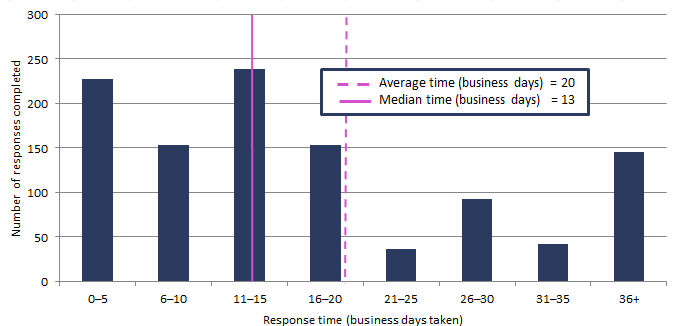 300
250
200
150
100
50
0
Number of responses completed
Average time (business days) = 20
Median time (business days) = 13
0–5 6–10 11–15 16–20 21–25 26–30 31–35 36+
Response time (business days taken)